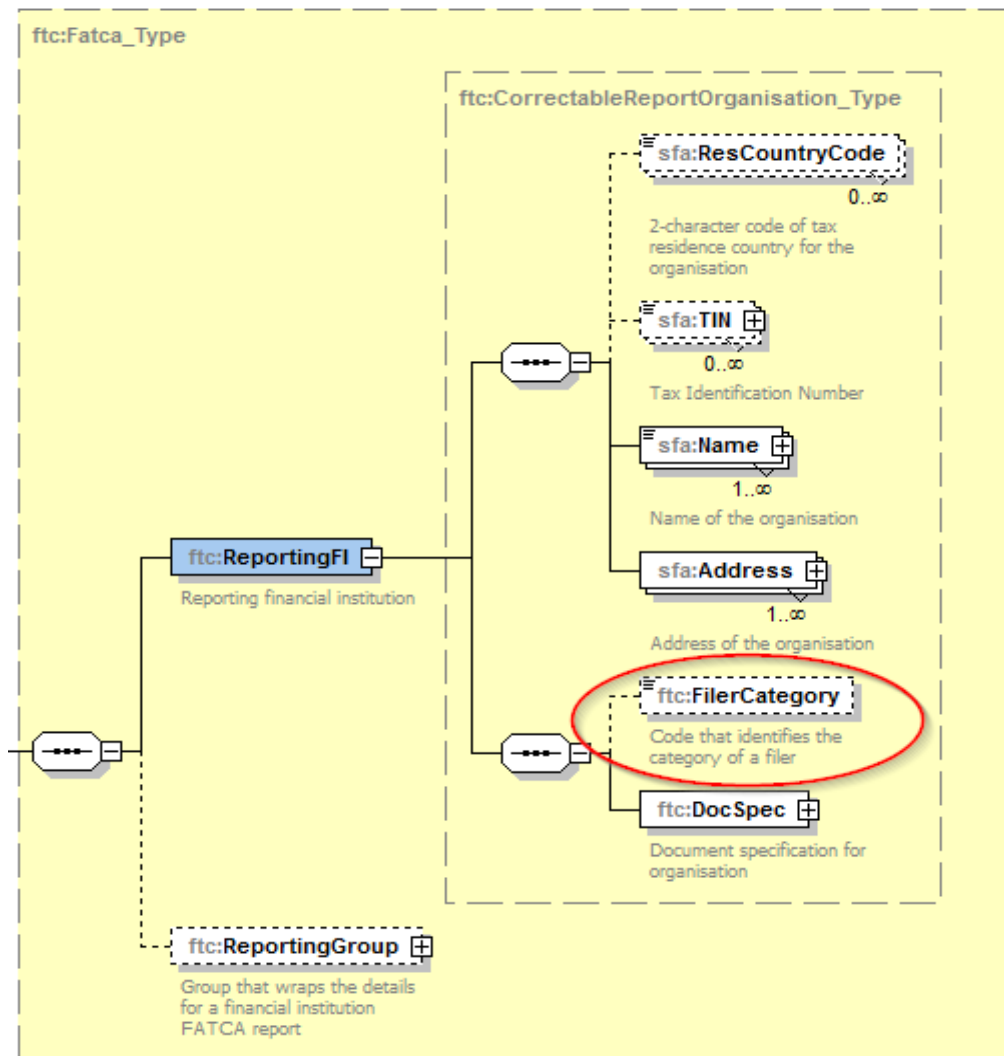 ftc:Fatca_Type
ftc:CorrectableReportOrganisation_Type
sfa:ResCountryCode
0..∞
2-character code of tax
residence country for the
organisation
sfa:TIN
0..∞
Tax Identification Number
sfa:Name
1..∞
Name of the organisation
ftc:ReportingFI
Reporting financial institution
sfa:Address
1..∞
Address of the organisation
ftc:FilerCategory
Code that identifies the
category of a filer
ftc:DocSpec
Document specification for
organisation
ftc:ReportingGroup
Group that wraps the details
for a financial institution
FATCA report